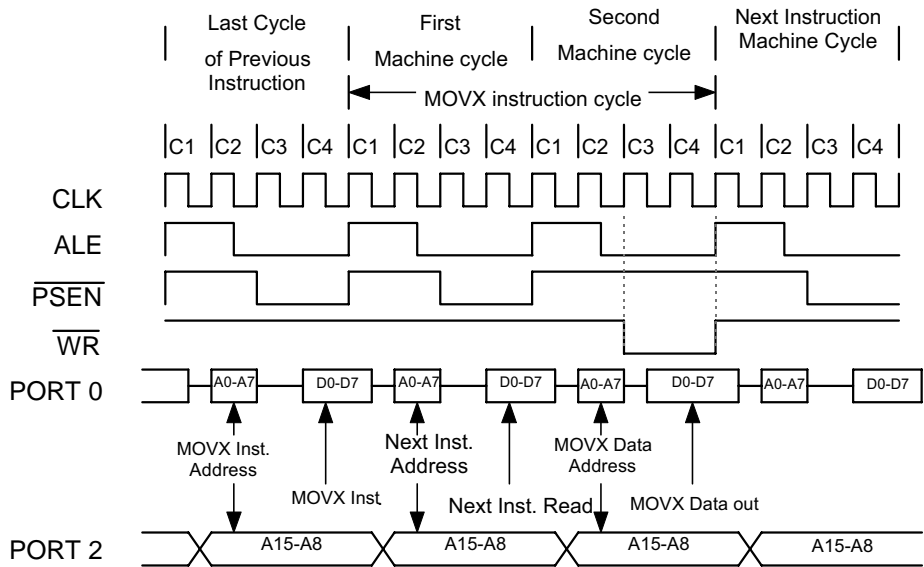 Last Cycle
of Previous
Instruction
First
Machine cycle
Second
Machine cycle
Next Instruction
Machine Cycle
MOVX instruction cycle
C1 C2 C3 C4 C1 C2 C3 C4 C1 C2 C3 C4 C1 C2 C3 C4
CLK
ALE
PSEN
WR
PORT 0
A0-A7 D0-D7 A0-A7 D0-D7 A0-A7 D0-D7 A0-A7 D0-D7
MOVX Inst.
Address
MOVX Inst.
Next Inst.
Address
Next Inst. Read
MOVX Data
Address
MOVX Data out
PORT 2
A15-A8 A15-A8 A15-A8 A15-A8